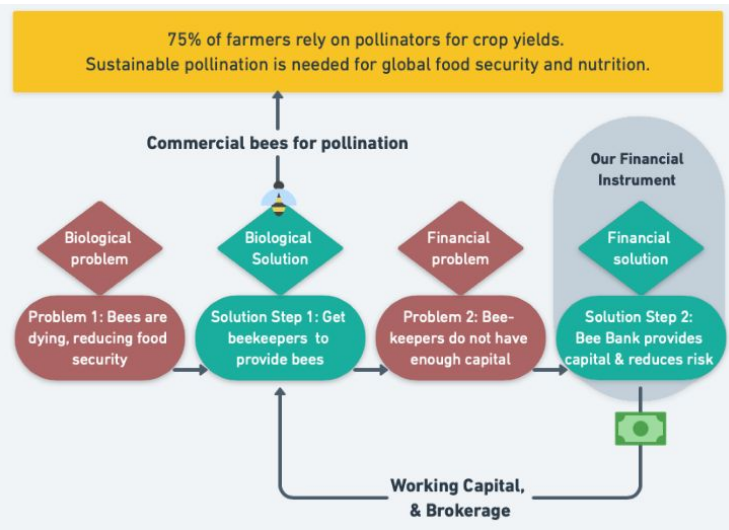 75% of farmers rely on pollinators for crop yields.
Sustainable pollination is needed for global food security and nutrition.
Commercial bees for pollination
Our Financial
Instrument
Biological
problem
Biological
Solution
Financial
problem
Financial
solution
Problem 1: Bees are
dying, reducing food
security
Solution Step 1: Get
beekeepers to
provide bees
Problem 2: Bee-
keepers do not have
enough capital
Solution Step 2:
Bee Bank provides
capital & reduces risk
Working Capital,
& Brokerage